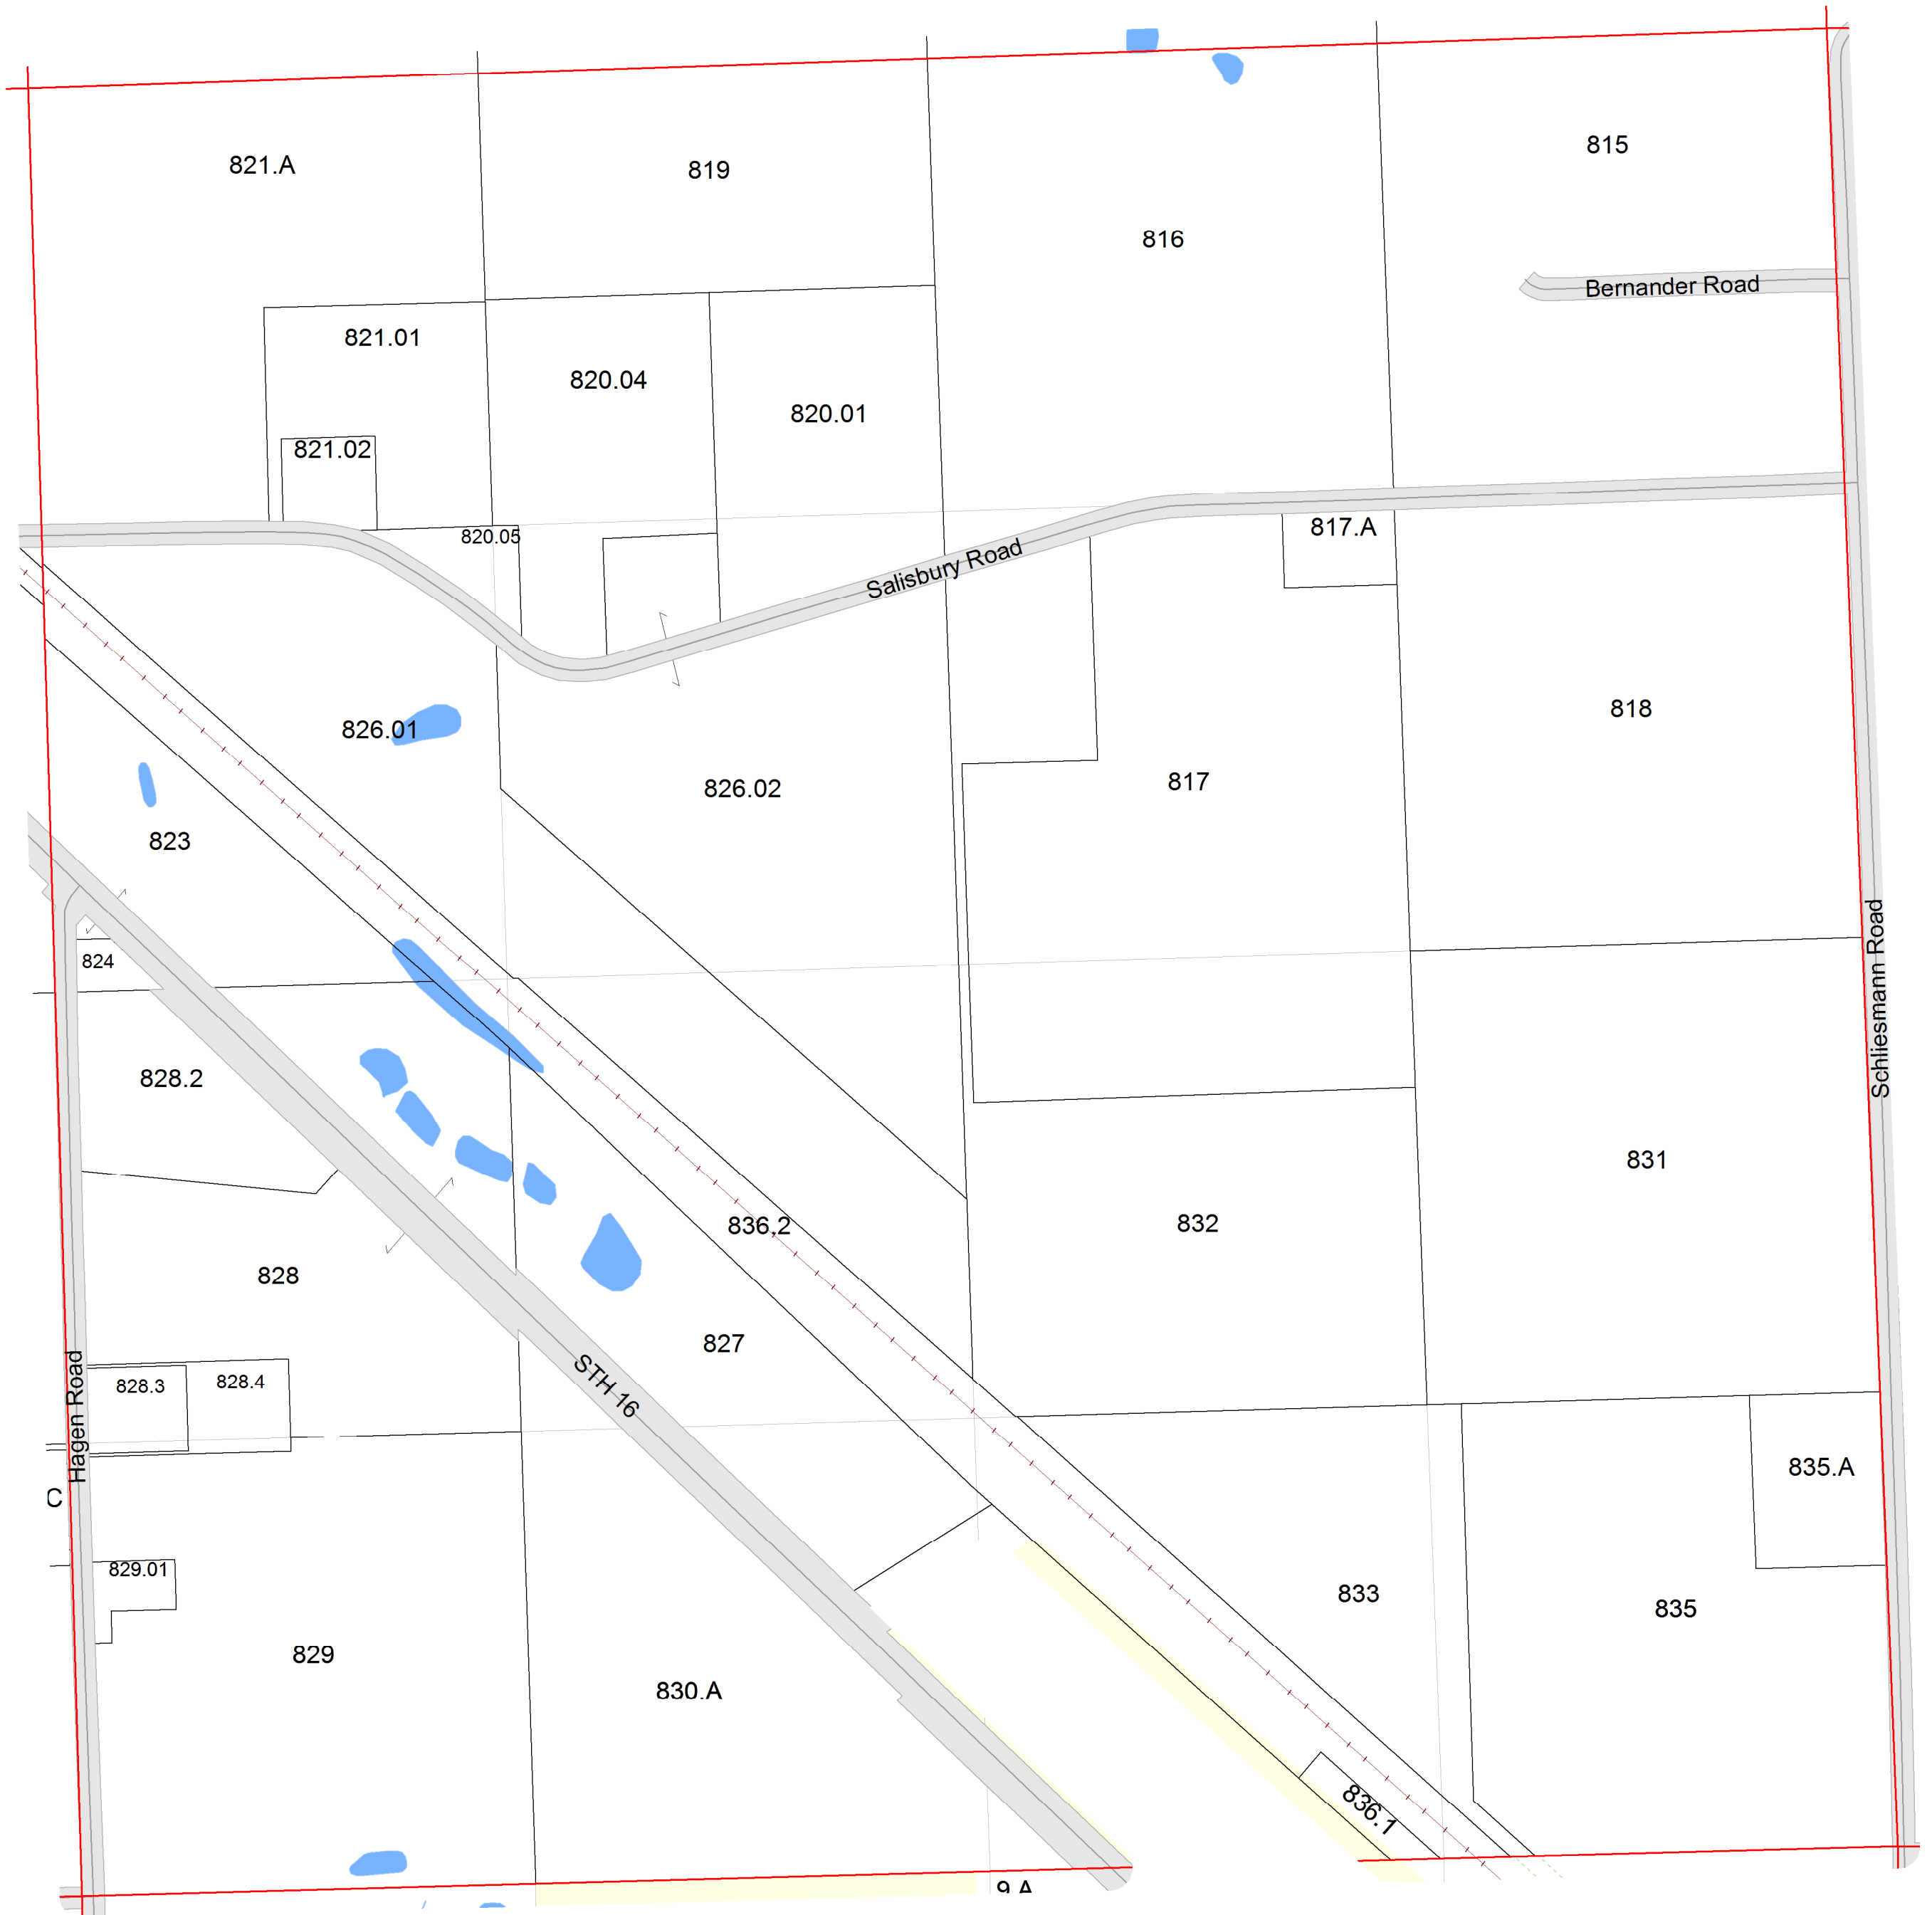 821.A
819
815
816
Bernander Road
821.01
820.04
820.01
821.02
820.05
817.A
Salisbury Road
826.01
826.02
817
818
823
824
Schliesmann Road
828.2
831
836.2
832
828
827
STH 16
828.3
828.4
Hagen Road
835.A
C
829.01
833
835
829
830.A
836.1
9.A